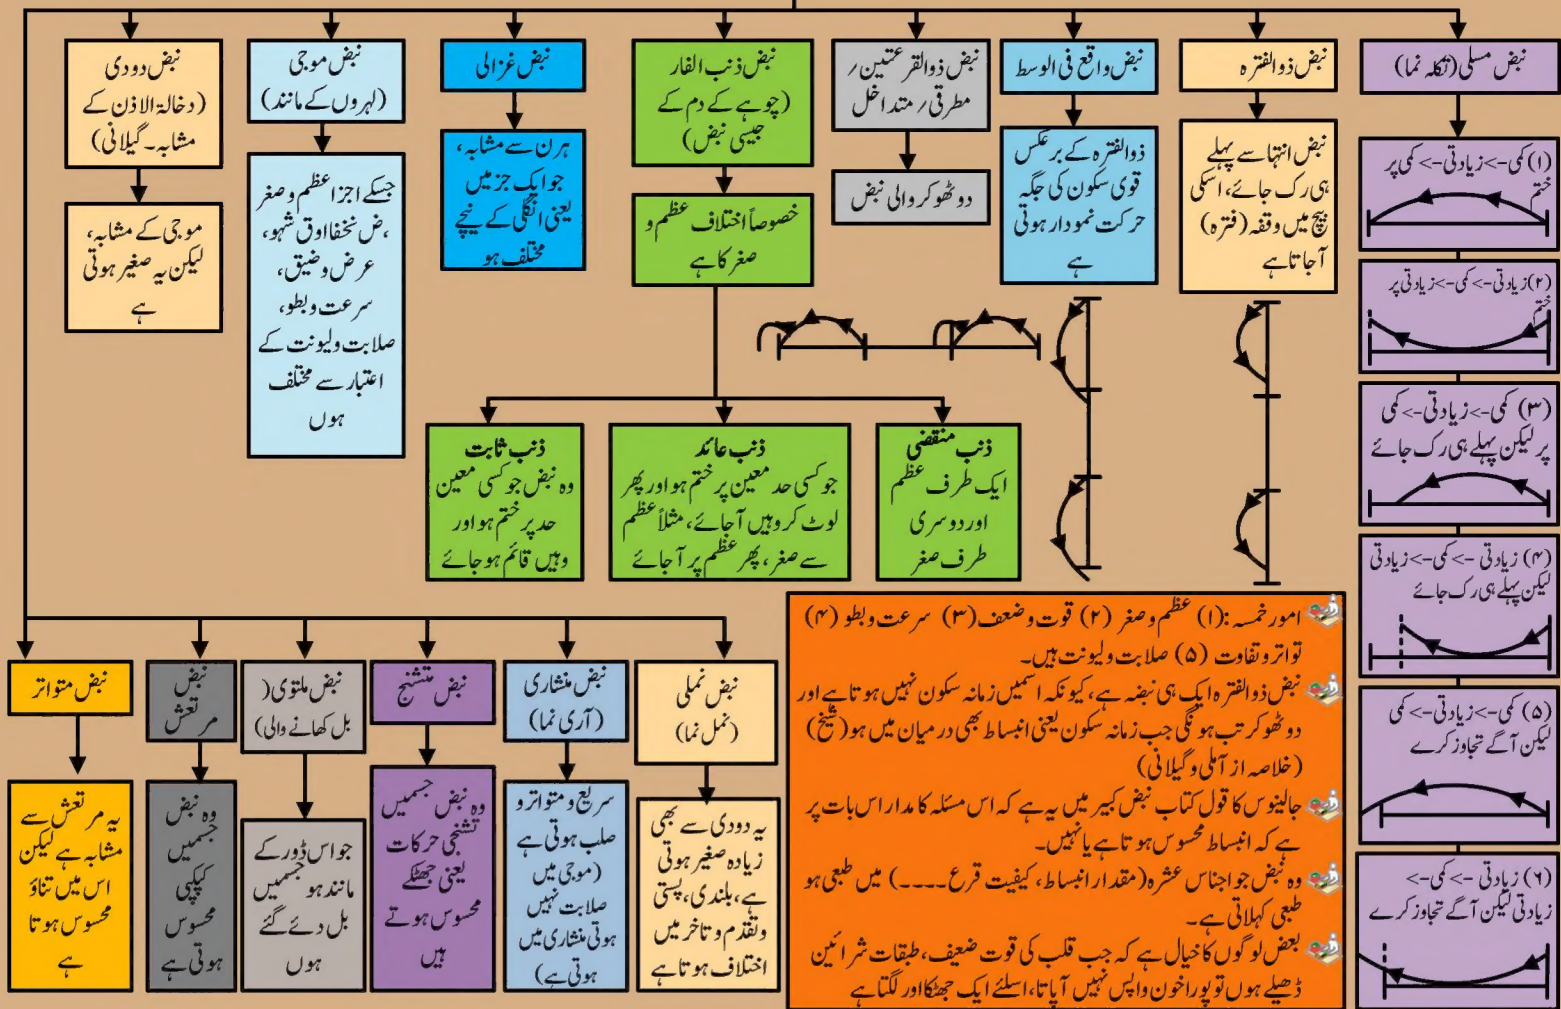 نبض مسلی (تکلہ نما)
(۱) کمی->زیادتی->کمی پر
ختم
(۲) زیادتی->کمی->زیادتی پر
ختم
(۳) کمی->زیادتی->کمی
پر لیکن پہلے ہی رک جائے
(۴) زیادتی->کمی->زیادتی
لیکن پہلے ہی رک جائے
(۵) کمی->زیادتی->کمی
لیکن آگے تجاوز کرے
(۶) زیادتی->کمی->
زیادتی لیکن آگے تجاوز کرے
نبض ذوالفترہ
نبض انتہا سے پہلے
ہی رک جائے، اسکی
بیچ میں وقفہ (فترہ)
آجاتا ہے
نبض واقع فی الوسط
ذوالفترہ کے برعکس
قوی سکون کی جگہ
حرکت نمودار ہوتی
ہے
نبض ذوالقرعتین/
مطرقی/ متداخل
دو ٹھوکر والی نبض
نبض ذنب الفار
(چوہے کے دم کے
جیسی نبض)
خصوصاً اختلاف عظم و
صغر کا ہے
ذنب منقضی
ایک طرف عظم
اور دوسری
طرف صغر
ذنب عائد
جو کسی حد معین پر ختم ہو اور پھر
لوٹ کر وہیں آجائے، مثلاً عظم
سے صغر، پھر عظم پر آجائے
ذنب ثابت
وہ نبض جو کسی معین
حد پر ختم ہو اور
وہیں قائم ہو جائے
نبض غزالی
ہرن سے مشابہ،
جو ایک جز میں
یعنی انگلی کے نیچے
مختلف ہو
نبض موجی
(لہروں کے مانند)
جسکے اجزا عظم و صغر
عرض و ضیق،
سرعت و بطو،
صلابت و لیونت کے
اعتبار سے مختلف
ہوں
نبض دودی
(دخالۃ الاذن کے
مشابہ۔ گیلانی)
موجی کے مشابہ،
لیکن یہ صغیر ہوتی
ہے
نبض نملی
(نمل نما)
یہ دودی سے بھی
زیادہ صغیر ہوتی
ہے، بلندی، پستی
و تقدم و تاخر میں
اختلاف ہوتا ہے
نبض منشاری
(آری نما)
سریع و متواتر و
صلب ہوتی ہے
(موجی میں
صلابت نہیں
ہوتی منشاری میں
ہوتی ہے)
نبض متشنج
وہ نبض جسمیں
تشنجی حرکات
یعنی جھٹکے
محسوس ہوتے
ہیں
نبض ملتوی (
بل کھانے والی)
جو اس ڈور کے
مانند ہو جسمیں
بل دئے گئے
ہوں
نبض
مرتعش
وہ نبض
جسمیں
کپکپی
محسوس
ہوتی ہے
نبض متواتر
یہ مرتعش سے
مشابہ ہے لیکن
اس میں تناؤ
محسوس ہوتا
ہے
امور خمسہ: (۱) عظم و صغر (۲) قوت و ضعف (۳) سرعت و بطو (۴)
تواتر و تفاوت (۵) صلابت و لیونت ہیں۔
نبض ذوالفترہ ایک ہی نبضہ ہے، کیونکہ اسمیں زمانہ سکون نہیں ہوتا ہے اور
دو ٹھوکر تب ہونگی جب زمانہ سکون یعنی انبساط بھی درمیان میں ہو (شیخ)
(خلاصہ از آملی و گیلانی)
جالینوس کا قول کتاب نبض کبیر میں یہ ہے کہ اس مسئلہ کا مدار اس بات پر
ہے کہ انبساط محسوس ہوتا ہے یا نہیں۔
وہ نبض جو اجناس عشرہ (مقدار انبساط، کیفیت قرع۔۔۔۔) میں طبعی ہو
طبعی کہلاتی ہے۔
بعض لوگوں کا خیال ہے کہ جب قلب کی قوت ضعیف، طبقات شرائین
ڈھیلے ہوں تو پورا خون واپس نہیں آپاتا، اسلئے ایک جھٹکا اور لگتا ہے